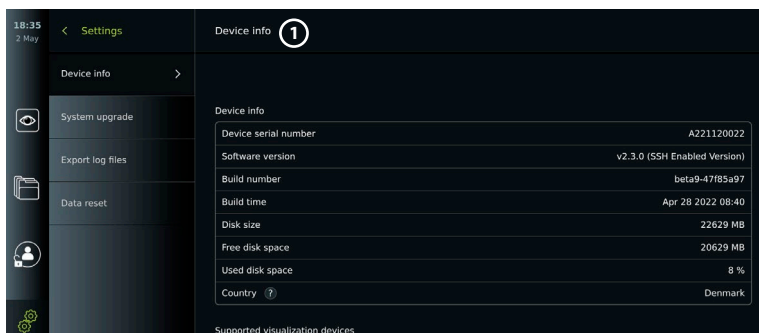 18:35
2 May
Settings
Device info
1
Device info
System upgrade
Export log files
Data reset
Device info
Device serial number A221120022
Software version v2.3.0 (SSH Enabled Version)
Build number beta9-47f85a97
Build time Apr 28 2022 08:40
Disk size 22629 MB
Free disk space 20629 MB
Used disk space 8 %
Country ? Denmark
Supported visualization devices